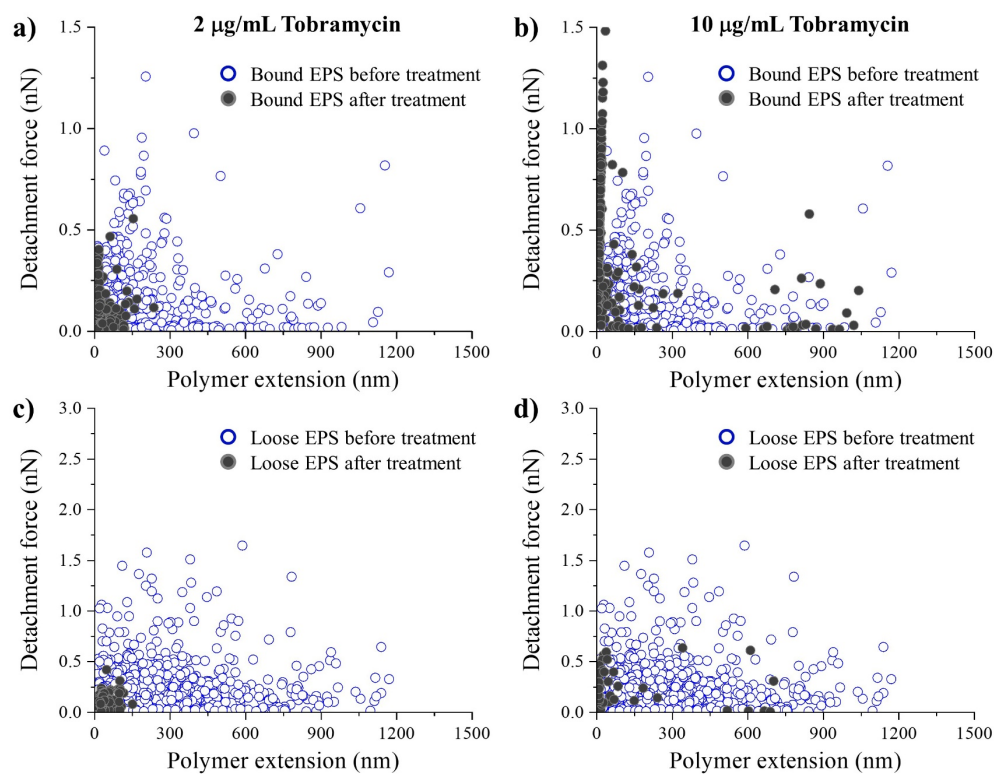 a)
2 μg/mL Tobramycin
1.5
1.0
0.5
0.0
Detachment force (nN)
Bound EPS before treatment
Bound EPS after treatment
0 300 600 900 1200 1500
Polymer extension (nm)
b)
10 μg/mL Tobramycin
1.5
1.0
0.5
0.0
Detachment force (nN)
Bound EPS before treatment
Bound EPS after treatment
0 300 600 900 1200 1500
Polymer extension (nm)
c)
3.0
2.5
2.0
1.5
1.0
0.5
0.0
Detachment force (nN)
Loose EPS before treatment
Loose EPS after treatment
0 300 600 900 1200 1500
Polymer extension (nm)
d)
3.0
2.5
2.0
1.5
1.0
0.5
0.0
Detachment force (nN)
Loose EPS before treatment
Loose EPS after treatment
0 300 600 900 1200 1500
Polymer extension (nm)